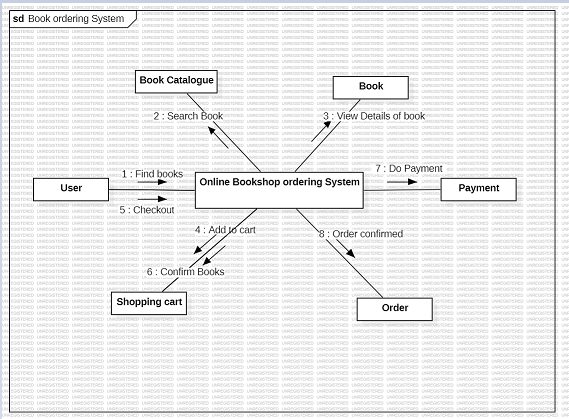 sd Book ordering System
Book Catalogue
Book
2 : Search Book
3 : View Details of book
1 : Find books
7 : Do Payment
User
Online Bookshop ordering System
Payment
5 : Checkout
4 : Add to cart
8 : Order confirmed
6 : Confirm Books
Shopping cart
Order